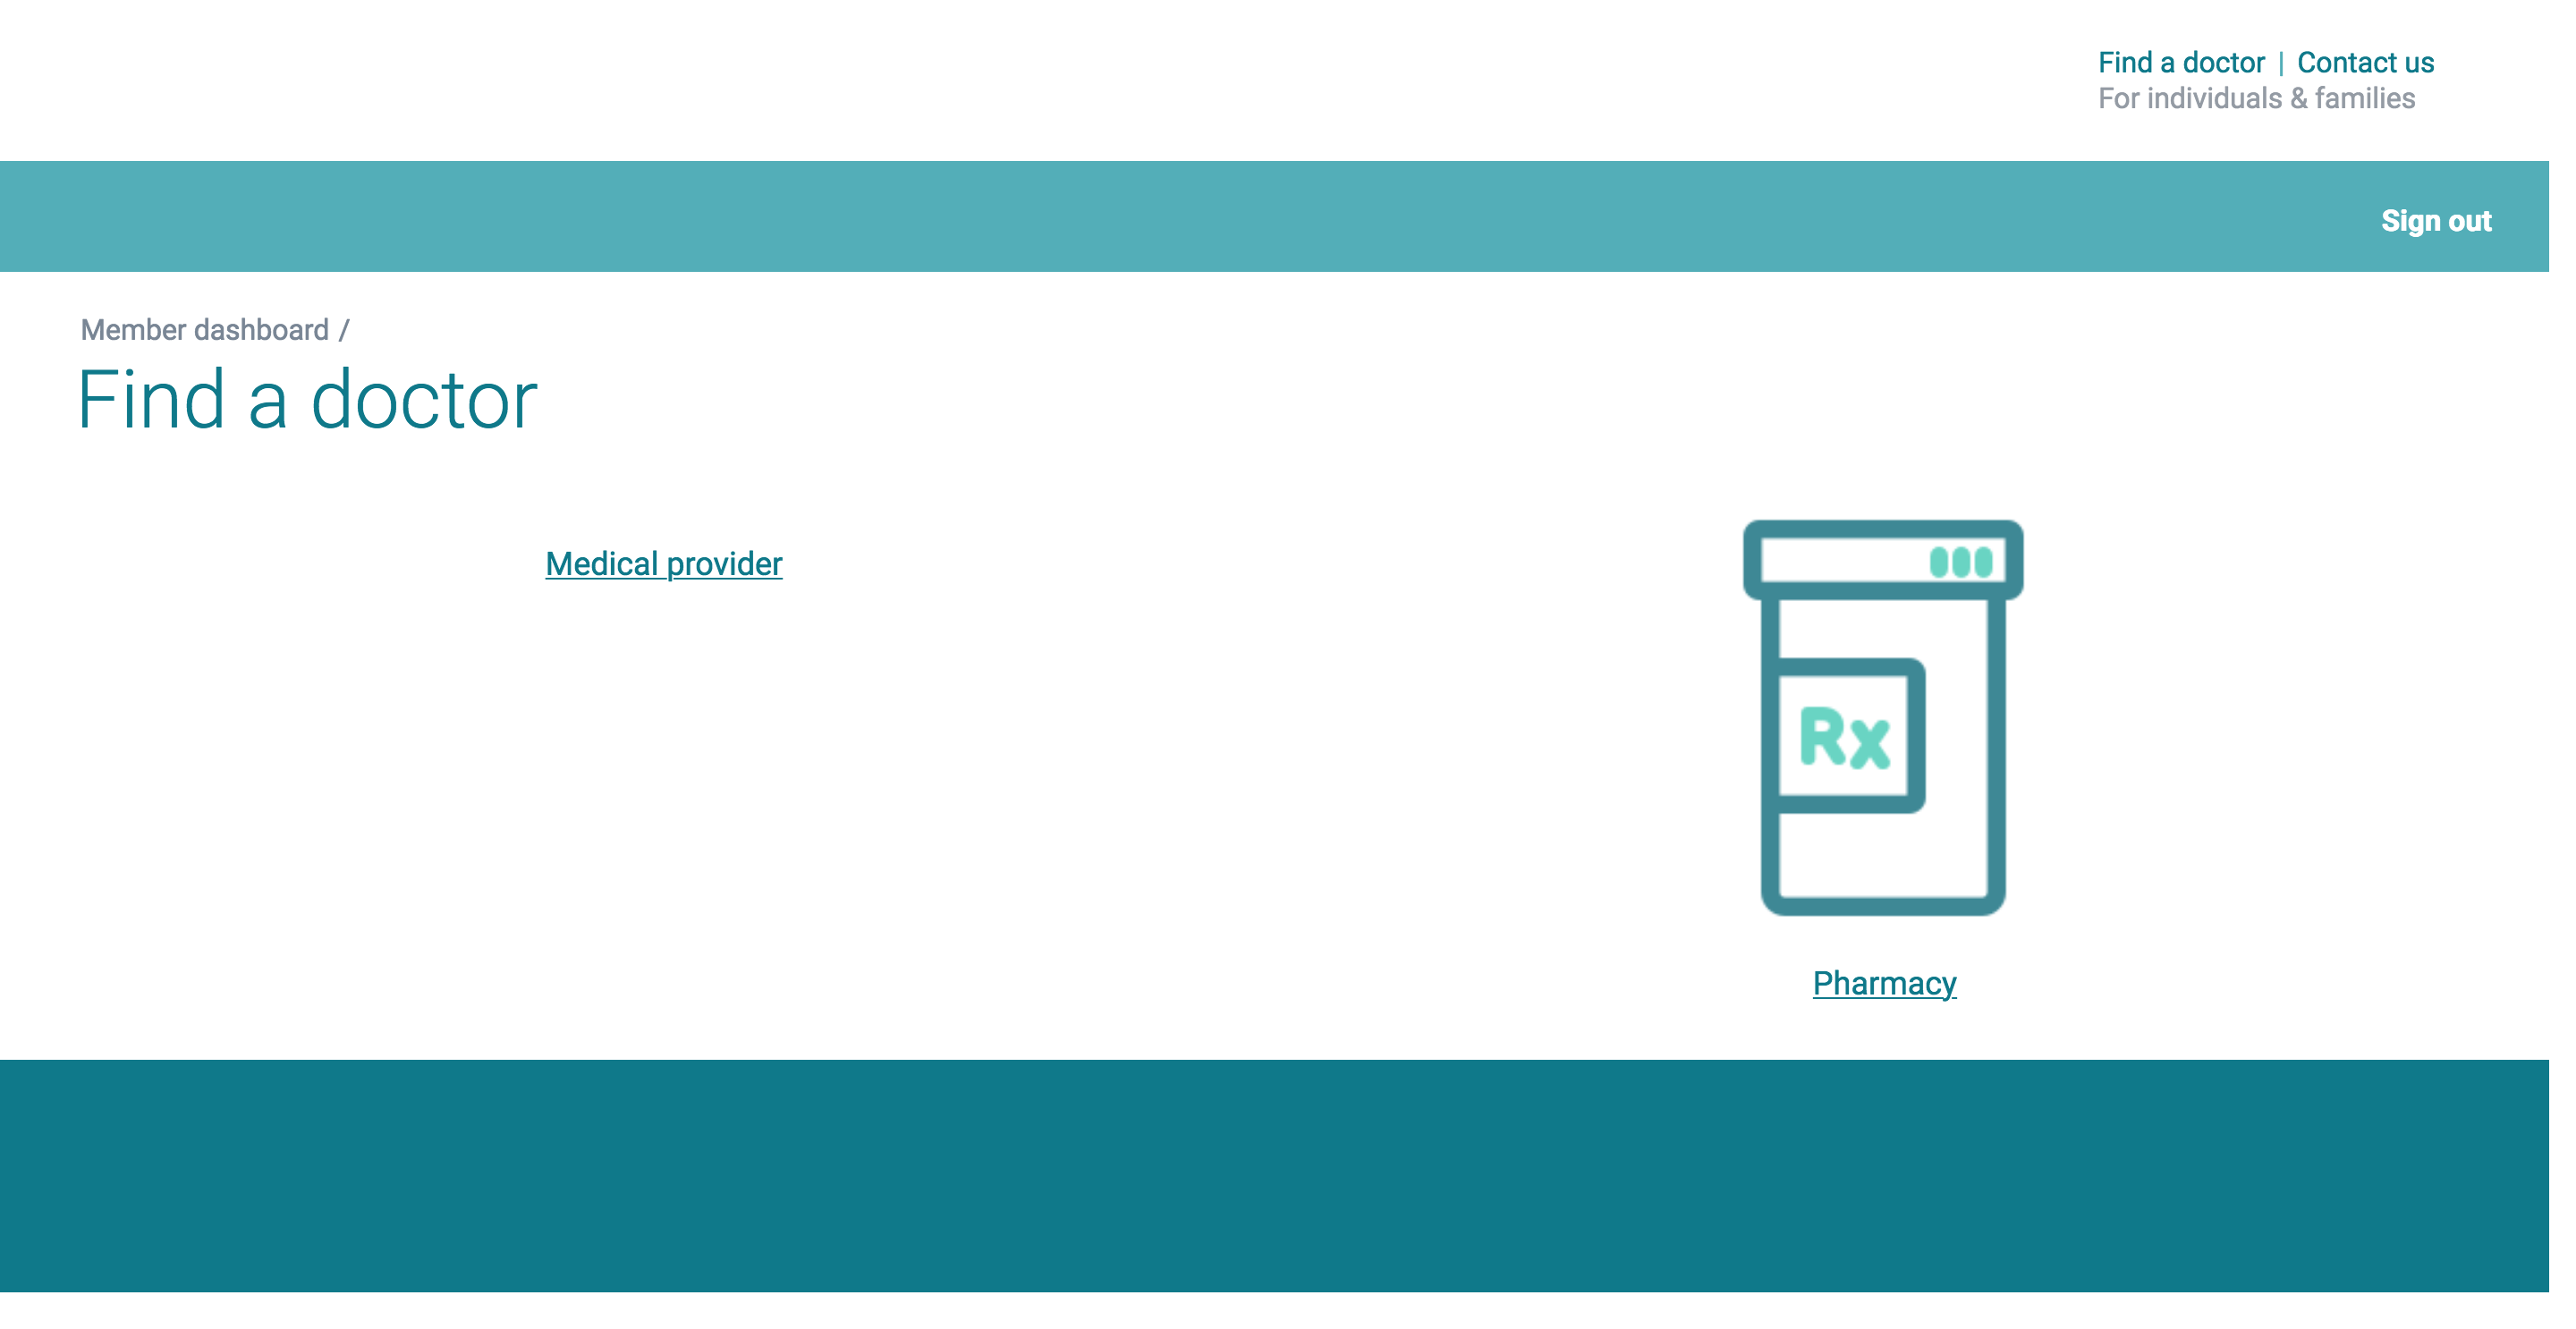 Find a doctor | Contact us
For individuals & families
Sign out
Member dashboard /
Find a doctor
Medical provider
Rx
Pharmacy